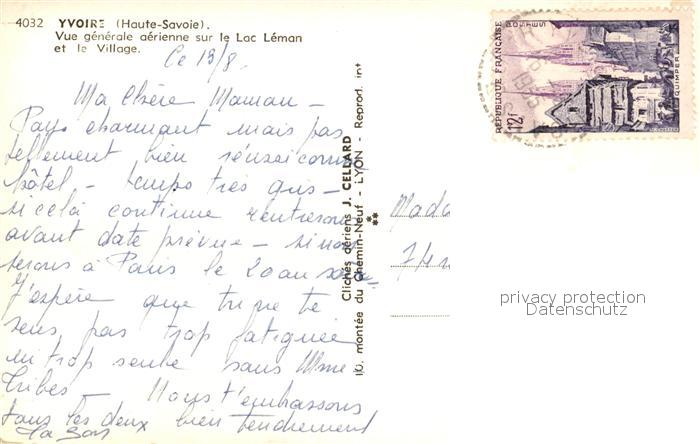 4032 YVOIRE (Haute-Savoie).
Vue générale aérienne sur le Lac Léman
et le Village.
Ce 13/8.
Ma Chère Maman -
Pays charmant mais pas
tellement bien réussi comme
hôtel - temps très gris -
si cela continue rentrerons
avant date prévue - sinon
serons à Paris le 20 au soir
J'espère que tu ne te
sens pas trop fatiguée
ni trop seule sans Mme
Tribes - Nous t'embrassons
tous les deux bien tendrement
Clichés aériens J. CELLARD
10, montée du Chemin-Neuf - LYON - Reprod. int
REPUBLIQUE FRANÇAISE
POSTES
QUIMPER
12f
Mada
privacy protection
Datenschutz